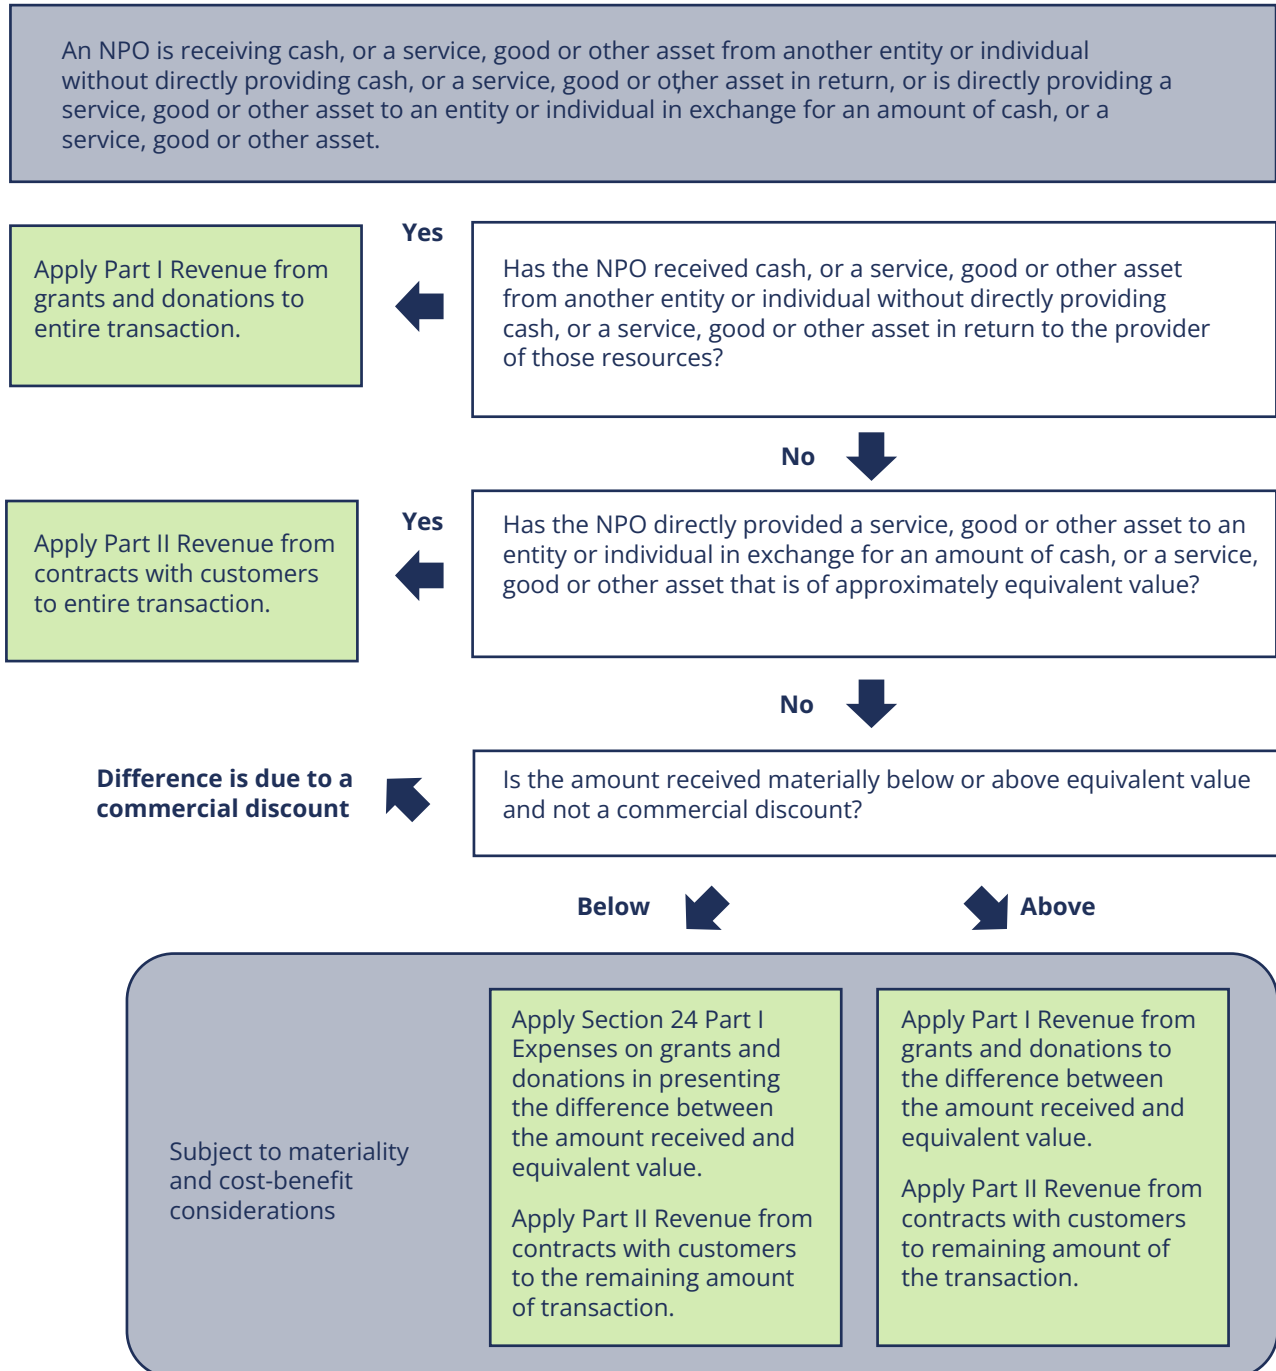 An NPO is receiving cash, or a service, good or other asset from another entity or individual
without directly providing cash, or a service, good or other asset in return, or is directly providing a
service, good or other asset to an entity or individual in exchange for an amount of cash, or a
service, good or other asset.
Yes
Apply Part I Revenue from
grants and donations to
entire transaction.
Has the NPO received cash, or a service, good or other asset
from another entity or individual without directly providing
cash, or a service, good or other asset in return to the provider
of those resources?
No
Yes
Apply Part II Revenue from
contracts with customers
to entire transaction.
Has the NPO directly provided a service, good or other asset to an
entity or individual in exchange for an amount of cash, or a service,
good or other asset that is of approximately equivalent value?
No
Difference is due to a
commercial discount
Is the amount received materially below or above equivalent value
and not a commercial discount?
Below
Above
Subject to materiality
and cost-benefit
considerations
Apply Section 24 Part I
Expenses on grants and
donations in presenting
the difference between
the amount received and
equivalent value.
Apply Part II Revenue from
contracts with customers
to the remaining amount
of transaction.
Apply Part I Revenue from
grants and donations to
the difference between
the amount received and
equivalent value.
Apply Part II Revenue from
contracts with customers
to remaining amount of
the transaction.